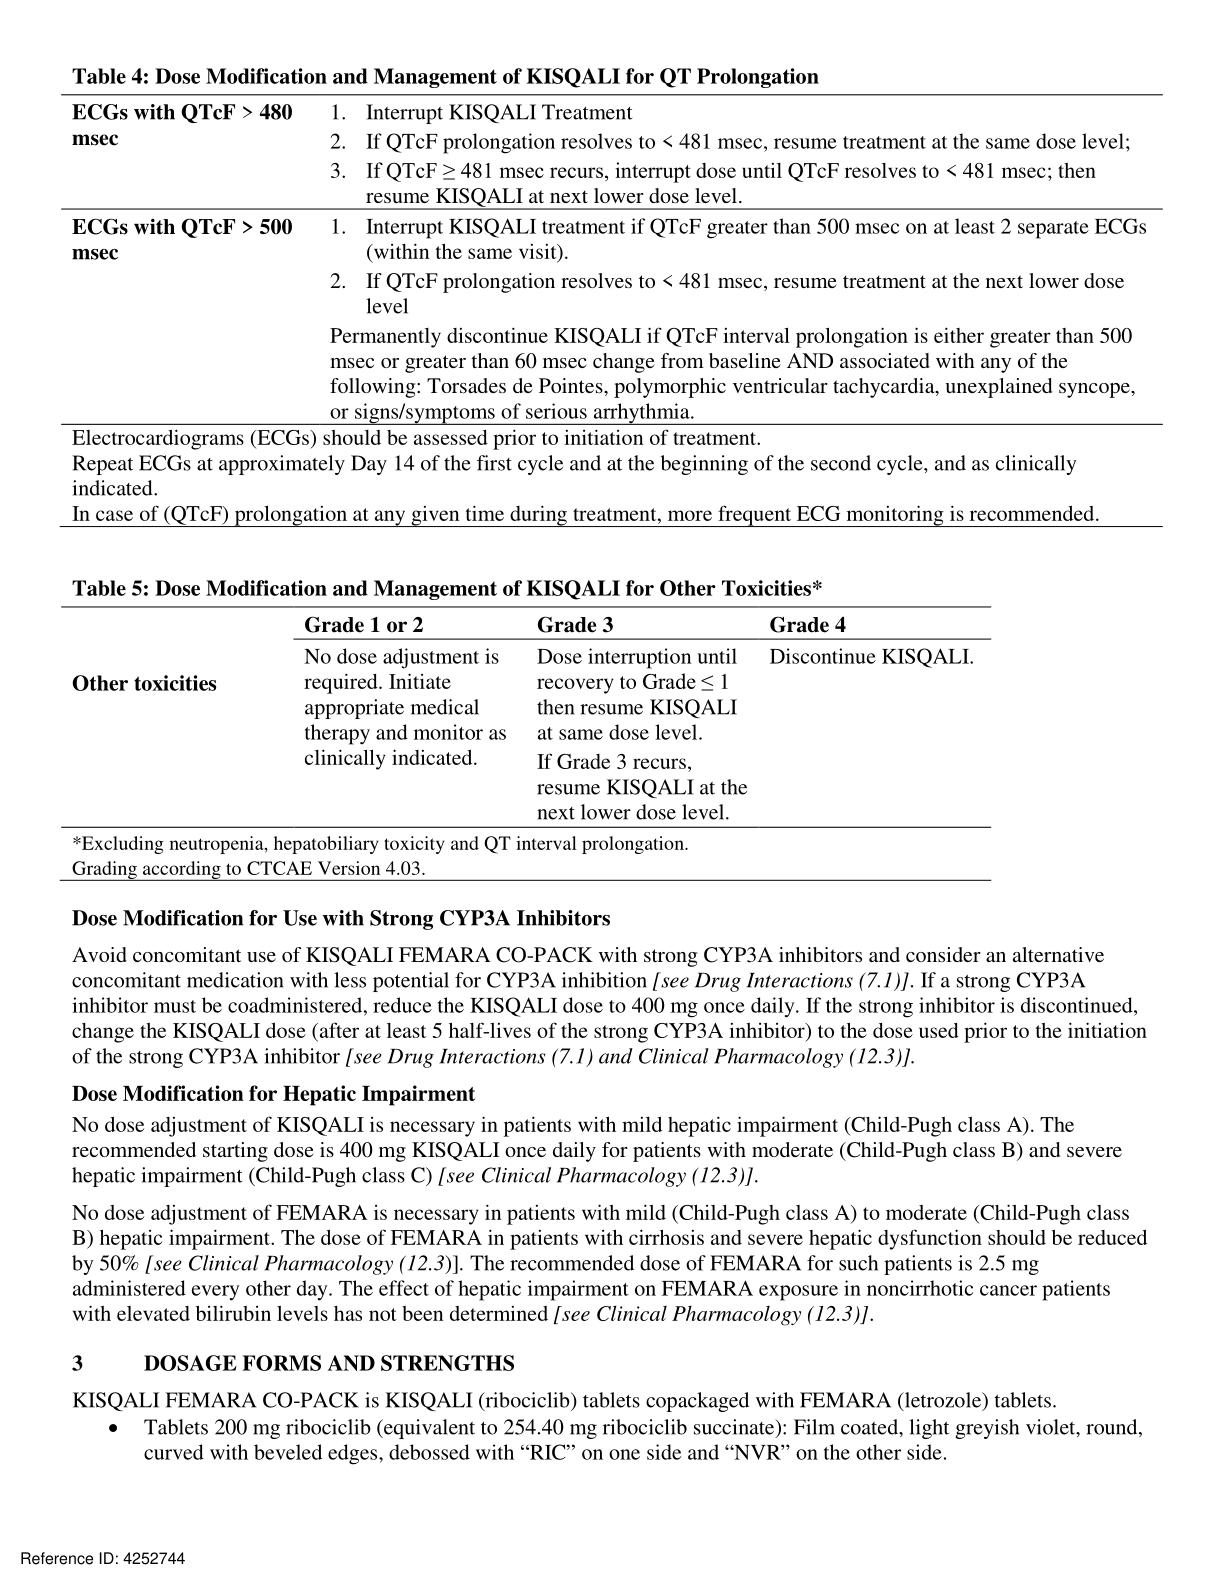 Table 4: Dose Modification and Management of KISQALI for QT Prolongation
ECGs with QTcF > 480
msec
1. Interrupt KISQALI Treatment
2. If QTcF prolongation resolves to < 481 msec, resume treatment at the same dose level;
3. If QTcF ≥ 481 msec recurs, interrupt dose until QTcF resolves to < 481 msec; then
resume KISQALI at next lower dose level.
ECGs with QTcF > 500
msec
1. Interrupt KISQALI treatment if QTcF greater than 500 msec on at least 2 separate ECGs
(within the same visit).
2. If QTcF prolongation resolves to < 481 msec, resume treatment at the next lower dose
level
Permanently discontinue KISQALI if QTcF interval prolongation is either greater than 500
msec or greater than 60 msec change from baseline AND associated with any of the
following: Torsades de Pointes, polymorphic ventricular tachycardia, unexplained syncope,
or signs/symptoms of serious arrhythmia.
Electrocardiograms (ECGs) should be assessed prior to initiation of treatment.
Repeat ECGs at approximately Day 14 of the first cycle and at the beginning of the second cycle, and as clinically
indicated.
In case of (QTcF) prolongation at any given time during treatment, more frequent ECG monitoring is recommended.
Table 5: Dose Modification and Management of KISQALI for Other Toxicities*
Grade 1 or 2
Grade 3
Grade 4
Other toxicities
No dose adjustment is
required. Initiate
appropriate medical
therapy and monitor as
clinically indicated.
Dose interruption until
recovery to Grade ≤ 1
then resume KISQALI
at same dose level.
If Grade 3 recurs,
resume KISQALI at the
next lower dose level.
Discontinue KISQALI.
*Excluding neutropenia, hepatobiliary toxicity and QT interval prolongation.
Grading according to CTCAE Version 4.03.
Dose Modification for Use with Strong CYP3A Inhibitors
Avoid concomitant use of KISQALI FEMARA CO-PACK with strong CYP3A inhibitors and consider an alternative
concomitant medication with less potential for CYP3A inhibition [see Drug Interactions (7.1)]. If a strong CYP3A
inhibitor must be coadministered, reduce the KISQALI dose to 400 mg once daily. If the strong inhibitor is discontinued,
change the KISQALI dose (after at least 5 half-lives of the strong CYP3A inhibitor) to the dose used prior to the initiation
of the strong CYP3A inhibitor [see Drug Interactions (7.1) and Clinical Pharmacology (12.3)].
Dose Modification for Hepatic Impairment
No dose adjustment of KISQALI is necessary in patients with mild hepatic impairment (Child-Pugh class A). The
recommended starting dose is 400 mg KISQALI once daily for patients with moderate (Child-Pugh class B) and severe
hepatic impairment (Child-Pugh class C) [see Clinical Pharmacology (12.3)].
No dose adjustment of FEMARA is necessary in patients with mild (Child-Pugh class A) to moderate (Child-Pugh class
B) hepatic impairment. The dose of FEMARA in patients with cirrhosis and severe hepatic dysfunction should be reduced
by 50% [see Clinical Pharmacology (12.3)]. The recommended dose of FEMARA for such patients is 2.5 mg
administered every other day. The effect of hepatic impairment on FEMARA exposure in noncirrhotic cancer patients
with elevated bilirubin levels has not been determined [see Clinical Pharmacology (12.3)].
3 DOSAGE FORMS AND STRENGTHS
KISQALI FEMARA CO-PACK is KISQALI (ribociclib) tablets copackaged with FEMARA (letrozole) tablets.
• Tablets 200 mg ribociclib (equivalent to 254.40 mg ribociclib succinate): Film coated, light greyish violet, round,
curved with beveled edges, debossed with “RIC” on one side and “NVR” on the other side.
Reference ID: 4252744